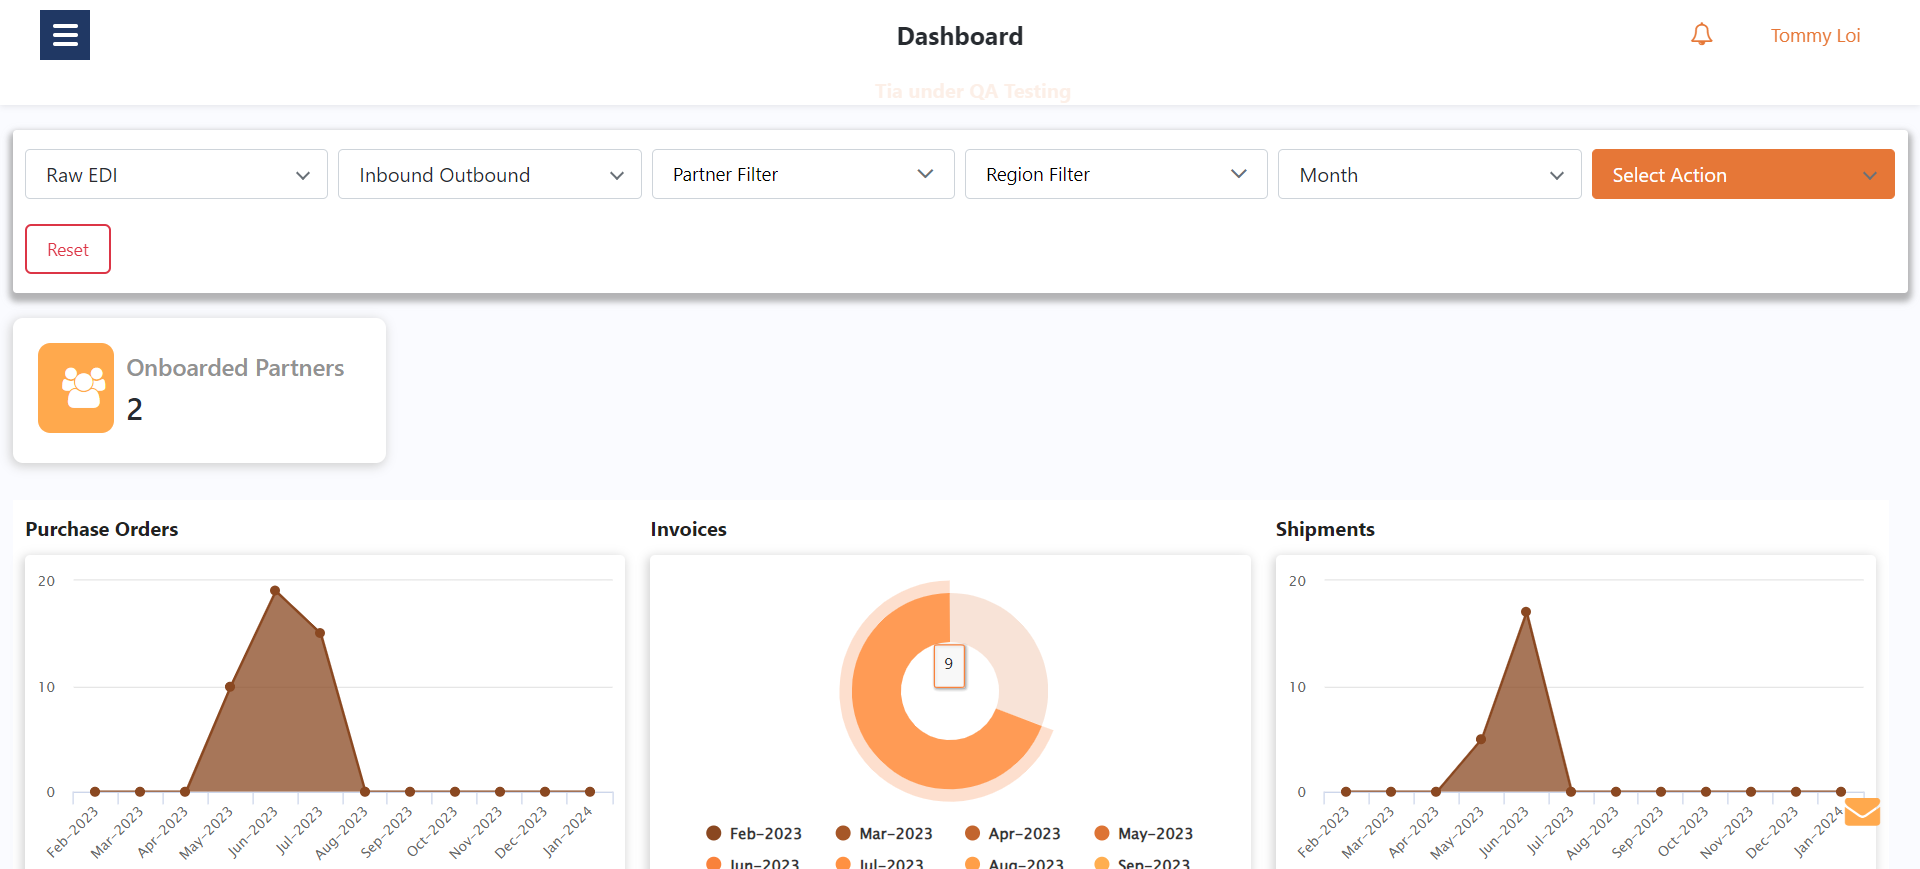 Dashboard
Tommy Loi
Tia under QA Testing
Raw EDI
Inbound Outbound
Partner Filter
Region Filter
Month
Select Action
Reset
Onboarded Partners
2
Purchase Orders
20
10
0
Feb-2023
Mar-2023
Apr-2023
May-2023
Jun-2023
Jul-2023
Aug-2023
Sep-2023
Oct-2023
Nov-2023
Dec-2023
Jan-2024
Invoices
9
Feb-2023
Mar-2023
Apr-2023
May-2023
Jun-2023
Jul-2023
Aug-2023
Sep-2023
Shipments
20
10
0
Feb-2023
Mar-2023
Apr-2023
May-2023
Jun-2023
Jul-2023
Aug-2023
Sep-2023
Oct-2023
Nov-2023
Dec-2023
Jan-2024